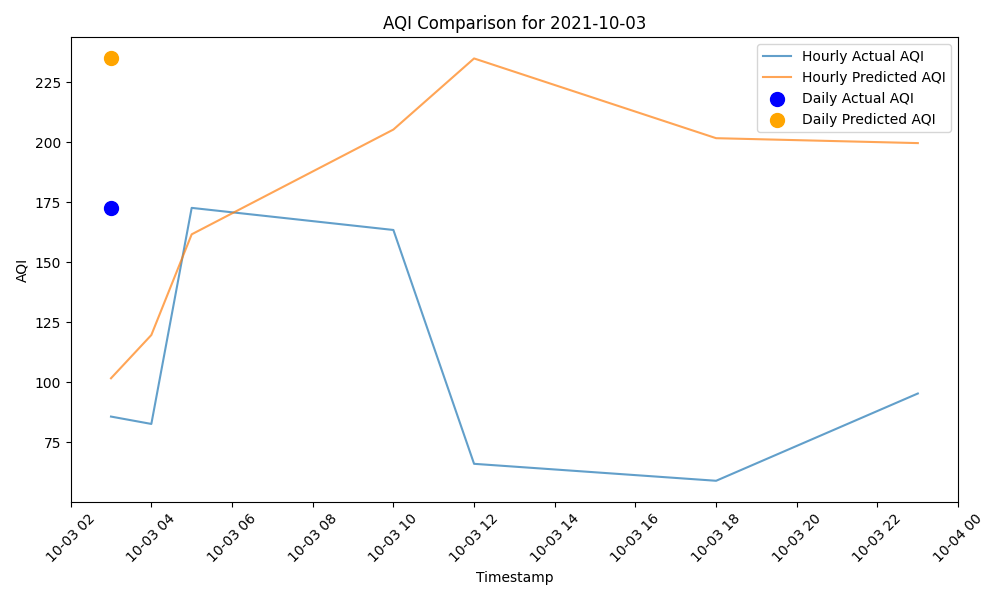 AQI Comparison for 2021-10-03
Hourly Actual AQI
Hourly Predicted AQI
Daily Actual AQI
Daily Predicted AQI
AQI
225
200
175
150
125
100
75
10-03 02
10-03 04
10-03 06
10-03 08
10-03 10
10-03 12
10-03 14
10-03 16
10-03 18
10-03 20
10-03 22
10-04 00
Timestamp